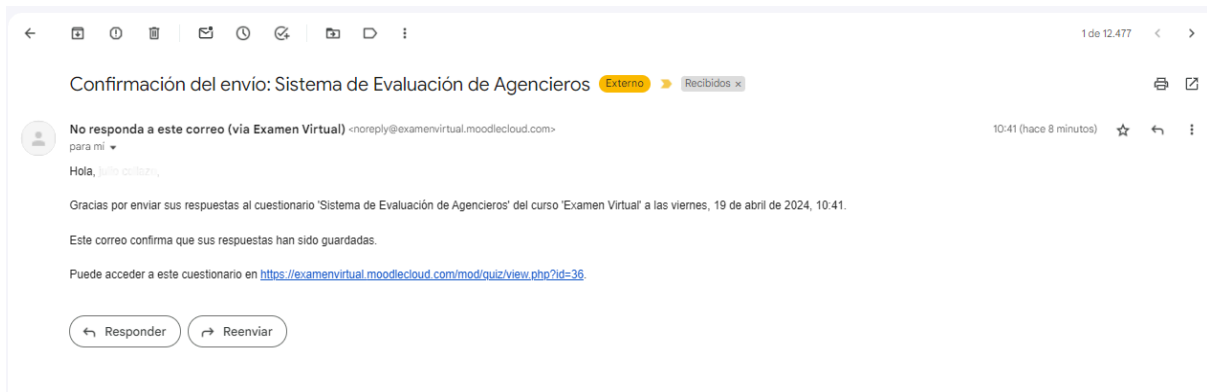 1 de 12.477
Confirmación del envío: Sistema de Evaluación de Agencieros Externo Recibidos ×
No responda a este correo (via Examen Virtual) <noreply@examenvirtual.moodlecloud.com> 10:41 (hace 8 minutos)
para mí
Hola,
Gracias por enviar sus respuestas al cuestionario 'Sistema de Evaluación de Agencieros' del curso 'Examen Virtual' a las viernes, 19 de abril de 2024, 10:41.
Este correo confirma que sus respuestas han sido guardadas.
Puede acceder a este cuestionario en https://examenvirtual.moodlecloud.com/mod/quiz/view.php?id=36.
Responder Reenviar